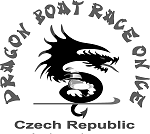 DRAGON BOAT RACE ON ICE
Czech Republic